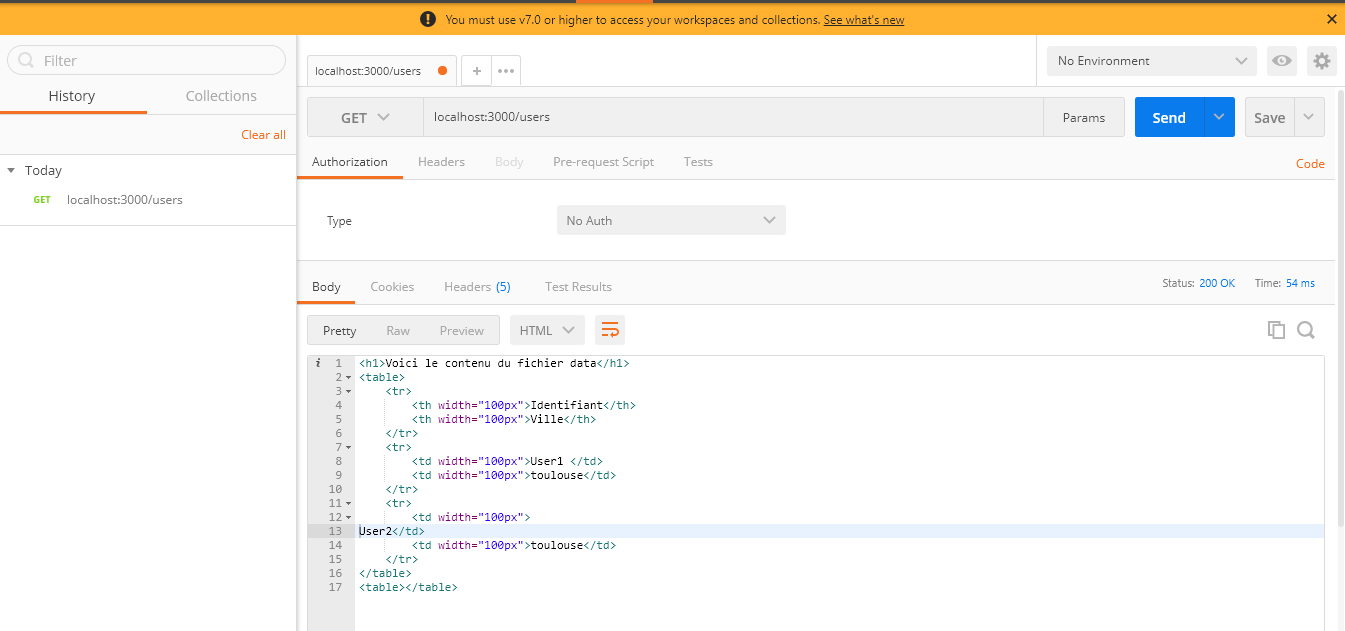 You must use v7.0 or higher to access your workspaces and collections. See what's new
Filter
History Collections
Clear all
Today
GET localhost:3000/users
localhost:3000/users
No Environment
GET localhost:3000/users Params Send Save
Authorization Headers Body Pre-request Script Tests Code
Type No Auth
Body Cookies Headers (5) Test Results Status: 200 OK Time: 54 ms
Pretty Raw Preview HTML
i 1 <h1>Voici le contenu du fichier data</h1>
2 <table>
3 <tr>
4 <th width="100px">Identifiant</th>
5 <th width="100px">Ville</th>
6 </tr>
7 <tr>
8 <td width="100px">User1 </td>
9 <td width="100px">toulouse</td>
10 </tr>
11 <tr>
12 <td width="100px">
13 User2</td>
14 <td width="100px">toulouse</td>
15 </tr>
16 </table>
17 <table></table>